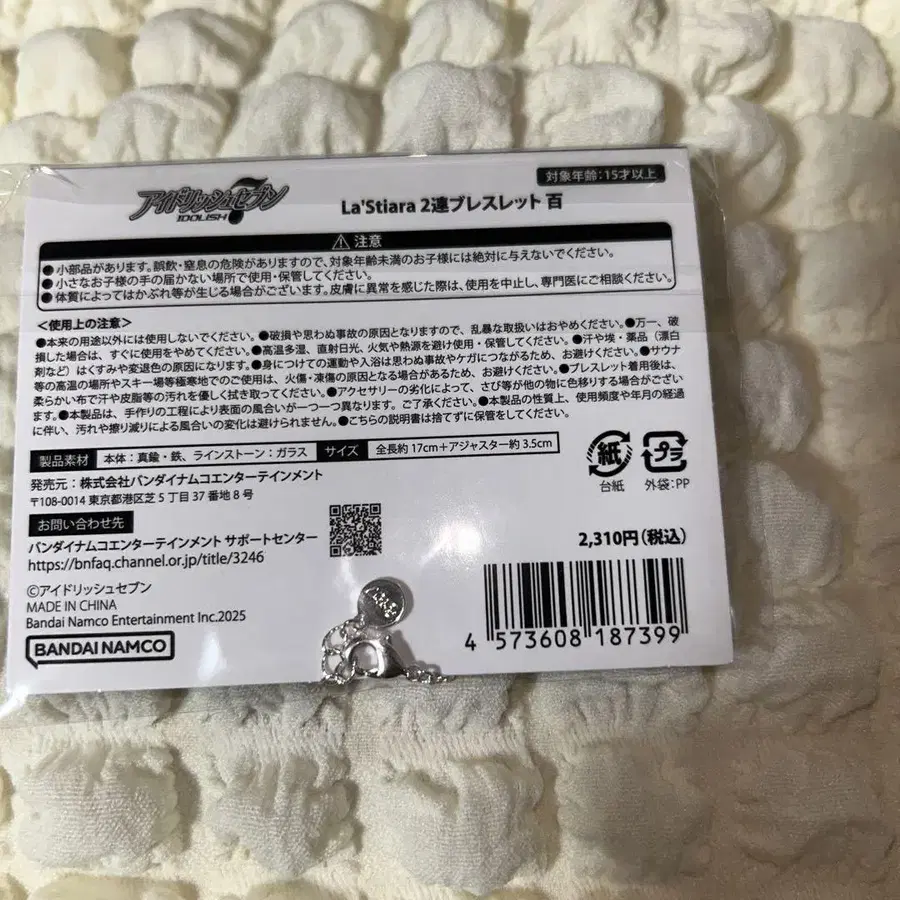 アイドリッシュセブン
IDOLiSH7
対象年齢：15才以上
La'Stiara 2連ブレスレット 百
⚠ 注意
●小部品があります。誤飲・窒息の危険がありますので、対象年齢未満のお子様には絶対に与えないでください。
●小さなお子様の手の届かない場所で使用・保管してください。
●体質によってはかぶれ等が生じる場合がございます。皮膚に異常を感じた際は、使用を中止し、専門医にご相談ください。
＜使用上の注意＞
●本来の用途以外には使用しないでください。●破損や思わぬ事故の原因となりますので、乱暴な取扱いはおやめください。●万一、破
損した場合は、すぐに使用をやめてください。●高温多湿、直射日光、火気や熱源を避け使用・保管してください。●汗や埃・薬品（漂白
剤など）はくすみや変退色の原因になります。●身につけての運動や入浴は思わぬ事故やケガにつながるため、お避けください。●サウナ
等の高温の場所やスキー場等極寒地でのご使用は、火傷・凍傷の原因となる場合があるため、お避けください。●ブレスレット着用後は、
柔らかい布で汗や皮脂等の汚れを優しく拭き取ってください。●アクセサリーの劣化によって、さび等が他の物に色移りする場合がござい
ます。●本製品は、手作りの工程により表面の風合いが一つ一つ異なります。ご了承ください。●本製品の性質上、使用頻度や年月の経過
に伴い、汚れや擦り減りによる風合いの変化は避けられません。●こちらの説明書は捨てずに保管をしてください。
製品素材 本体：真鍮・鉄、ラインストーン：ガラス サイズ 全長約 17cm＋アジャスター約 3.5cm
発売元：株式会社バンダイナムコエンターテインメント
〒108-0014 東京都港区芝5丁目37番地8号
紙
台紙
プラ
外袋：PP
お問い合わせ先
バンダイナムコエンターテインメント サポートセンター
https://bnfaq.channel.or.jp/title/3246
2,310円（税込）
©アイドリッシュセブン
MADE IN CHINA
Bandai Namco Entertainment Inc.2025
BANDAI NAMCO
4 573608 187399